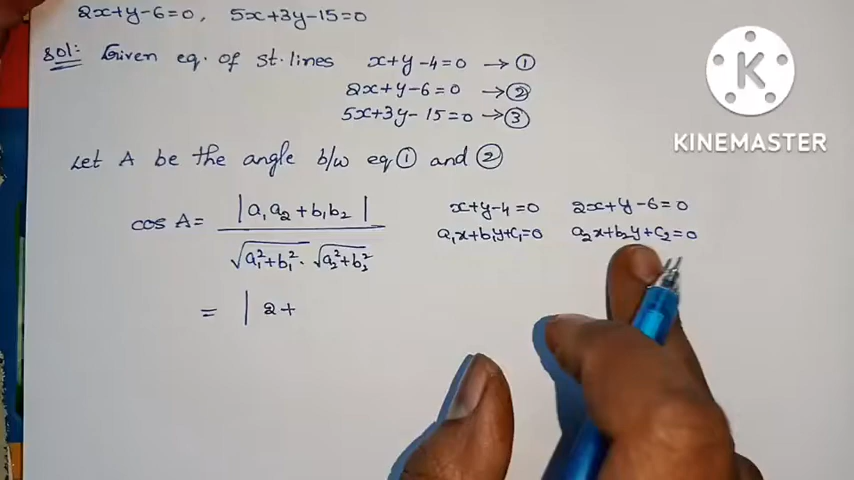 2x+y-6=0, 5x+3y-15=0
Sol: Given eq. of st. lines x+y-4=0 → ①
2x+y-6=0 → ②
5x+3y-15=0 → ③
Let A be the angle b/w eq ① and ②
cos A = |a₁a₂+b₁b₂| / √a₁²+b₁² · √a₂²+b₂²
x+y-4=0 2x+y-6=0
a₁x+b₁y+c₁=0 a₂x+b₂y+c₂=0
= | 2+
KINEMASTER